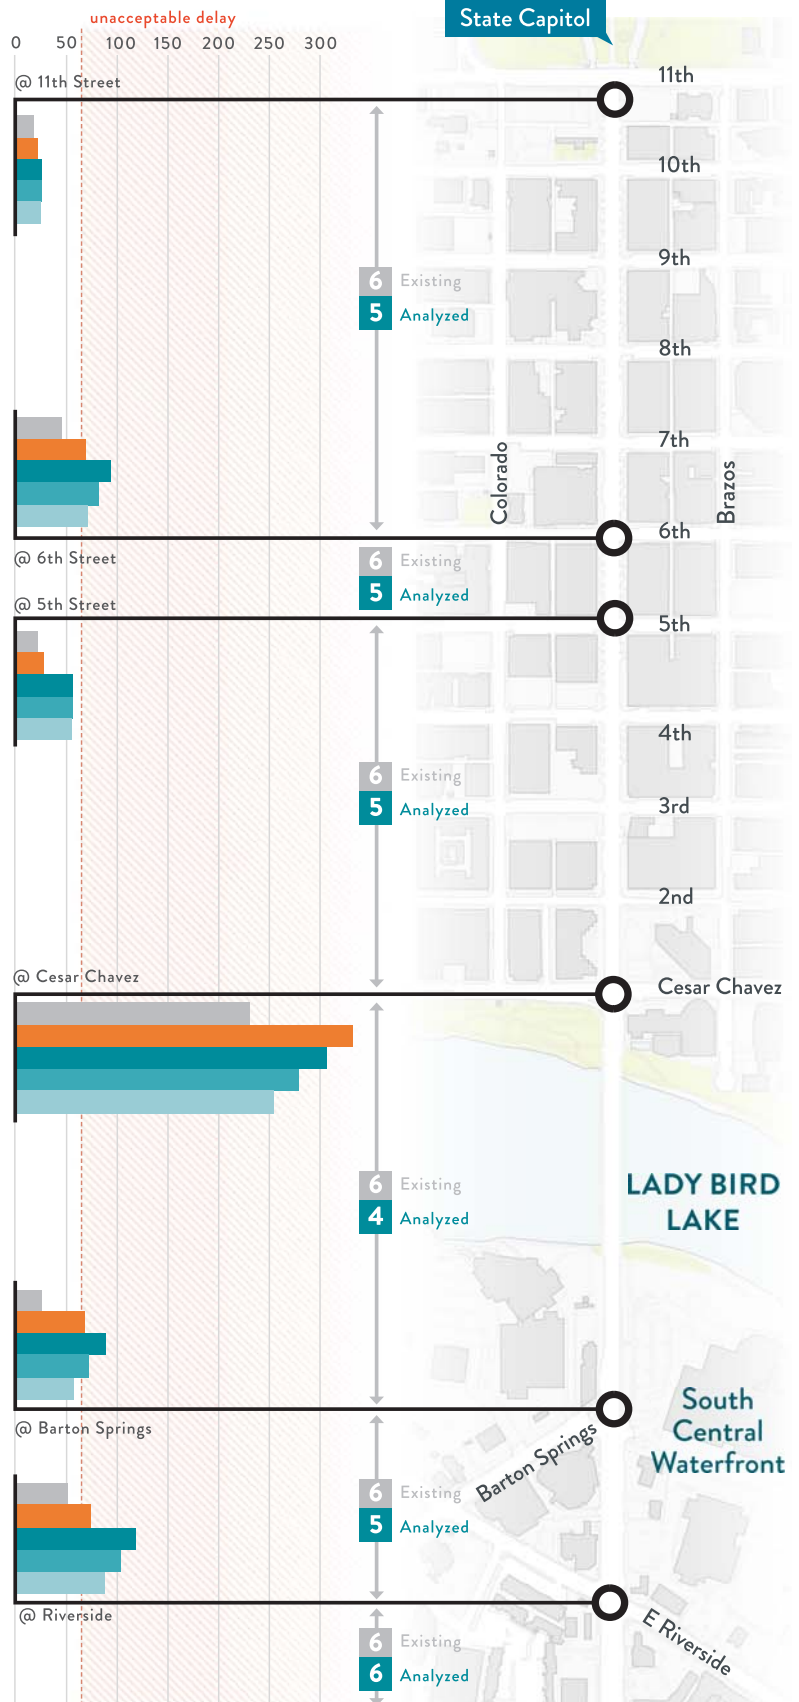 unacceptable delay
State Capitol
0 50 100 150 200 250 300
@ 11th Street
11th
10th
9th
6 Existing
5 Analyzed
8th
7th
Colorado
Brazos
6th
@ 6th Street
6 Existing
5 Analyzed
@ 5th Street
5th
4th
6 Existing
5 Analyzed
3rd
2nd
@ Cesar Chavez
Cesar Chavez
6 Existing
4 Analyzed
LADY BIRD
LAKE
South
Central
Waterfront
@ Barton Springs
Barton Springs
6 Existing
5 Analyzed
@ Riverside
E Riverside
6 Existing
6 Analyzed